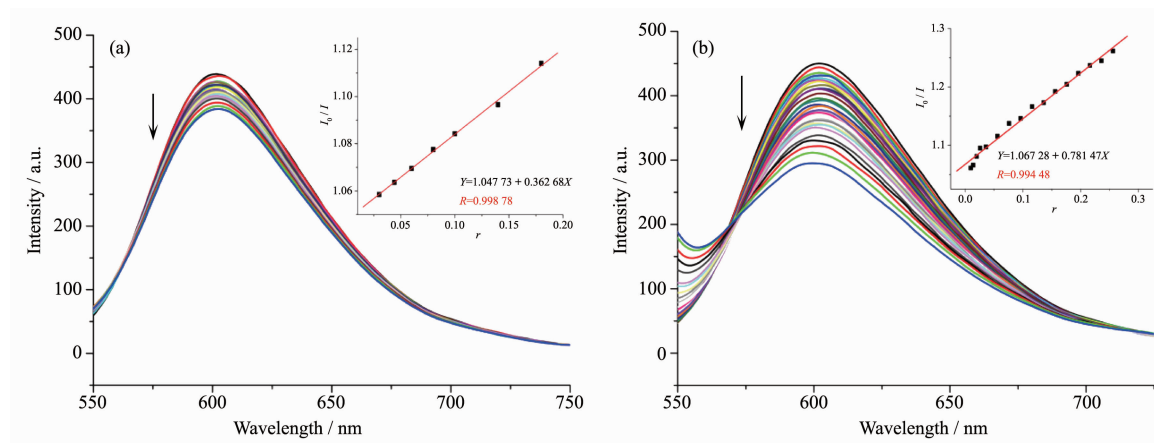 (a)
500
400
300
200
100
0
Intensity / a.u.
550
600
650
700
750
Wavelength / nm
1.12
1.10
1.08
1.06
I0 / I
0.05
0.10
0.15
0.20
r
Y=1.047 73 + 0.362 68X
R=0.998 78
(b)
500
400
300
200
100
0
Intensity / a.u.
550
600
650
700
Wavelength / nm
1.3
1.2
1.1
I0 / I
0.0
0.1
0.2
0.3
r
Y=1.067 28 + 0.781 47X
R=0.994 48